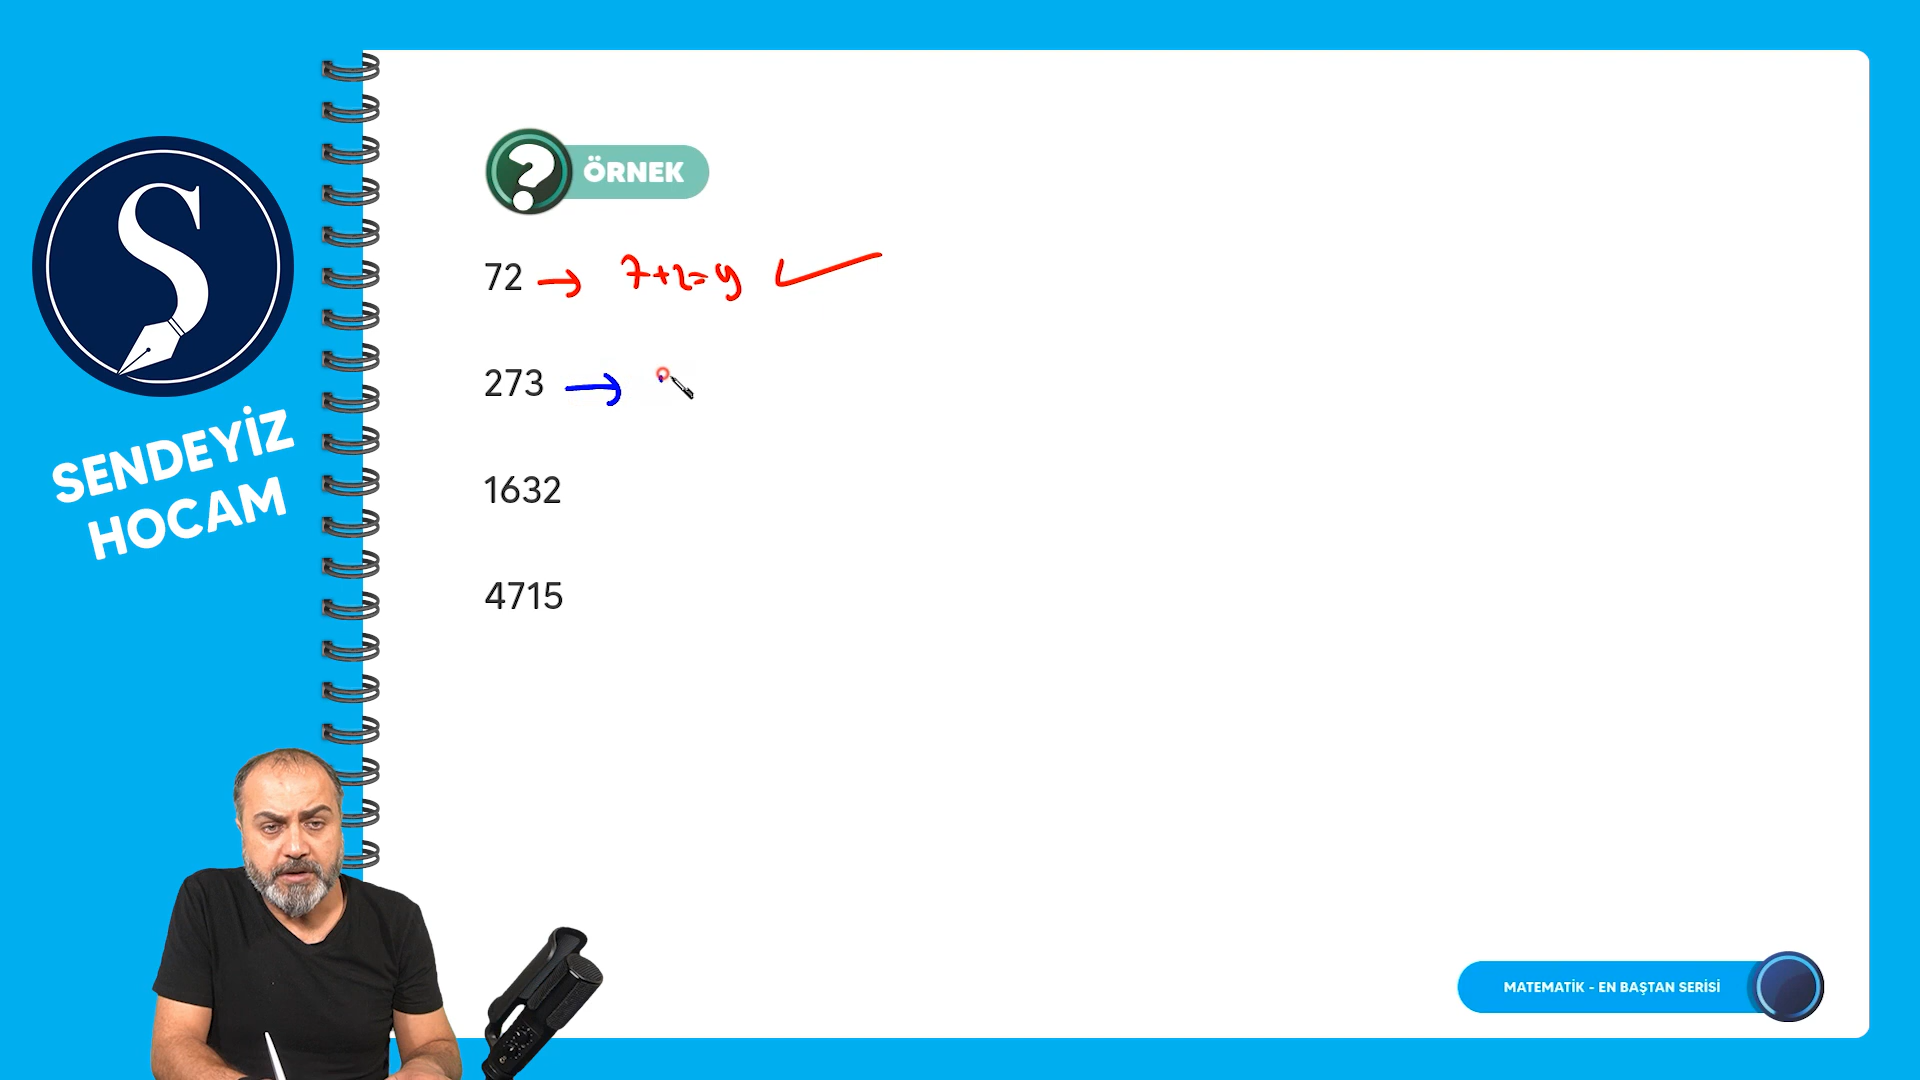 S
SENDEYİZ
HOCAM
? ÖRNEK
72 → 7+2=9 ✓
273 →
1632
4715
MATEMATİK - EN BAŞTAN SERİSİ